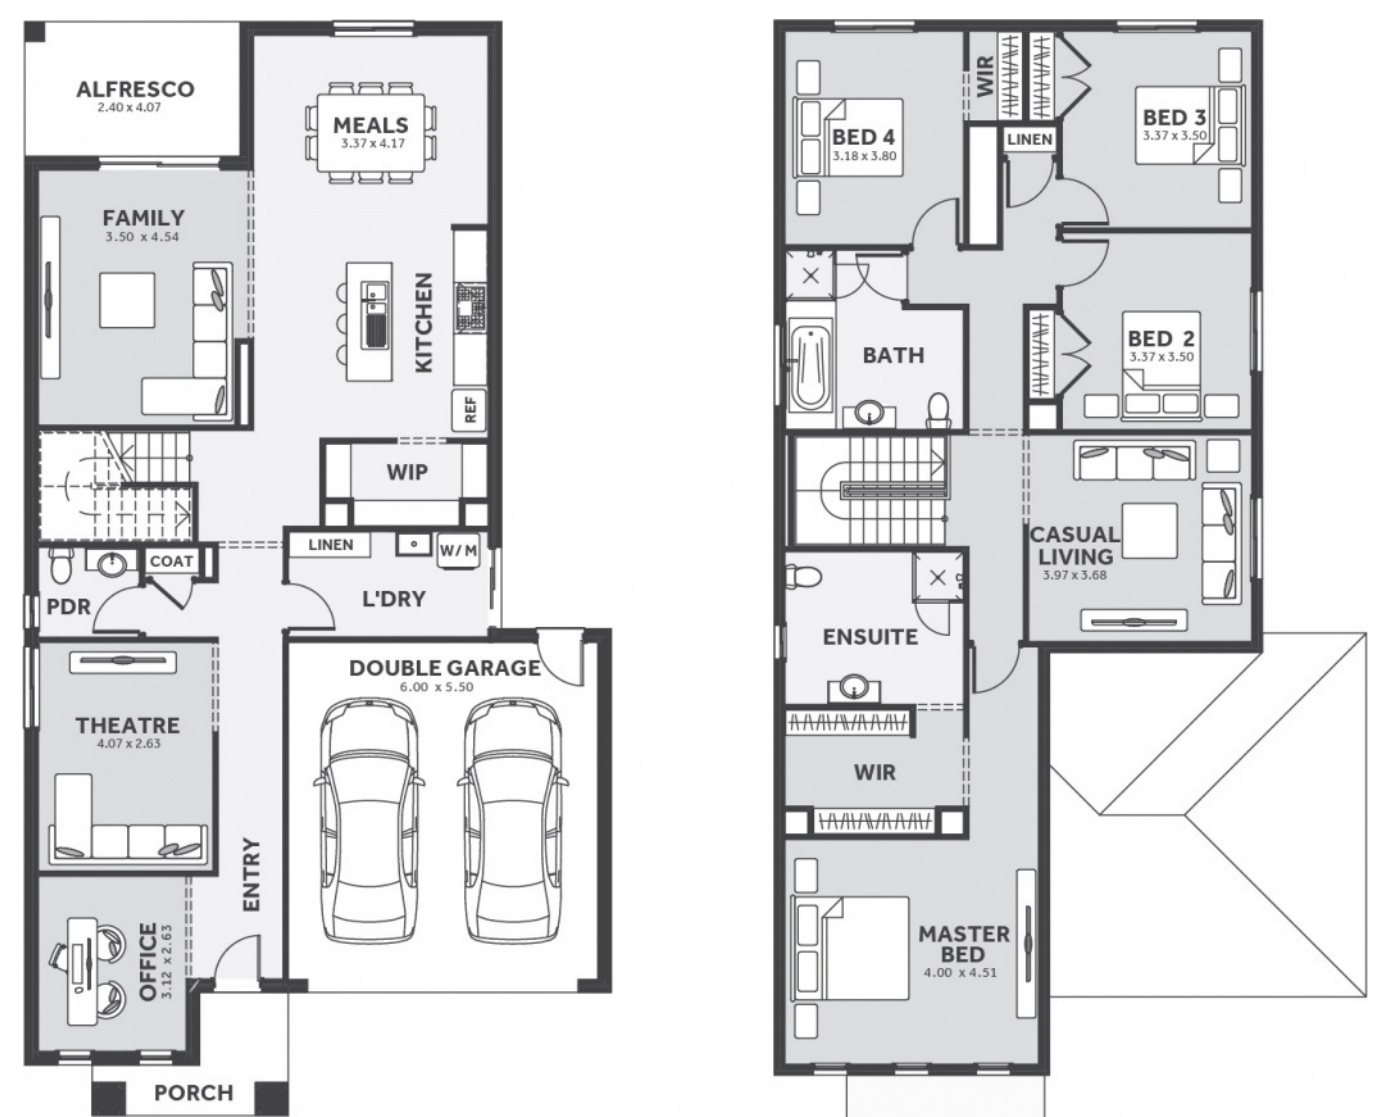 ALFRESCO
2.40 x 4.07
MEALS
3.37 x 4.17
FAMILY
3.50 x 4.54
KITCHEN
REF
WIP
LINEN
W/M
COAT
PDR
L'DRY
DOUBLE GARAGE
6.00 x 5.50
THEATRE
4.07 x 2.63
ENTRY
OFFICE
3.12 x 2.63
PORCH
WIR
BED 4
3.18 x 3.80
BED 3
3.37 x 3.50
LINEN
BED 2
3.37 x 3.50
BATH
CASUAL
LIVING
3.97 x 3.68
ENSUITE
WIR
MASTER
BED
4.00 x 4.51